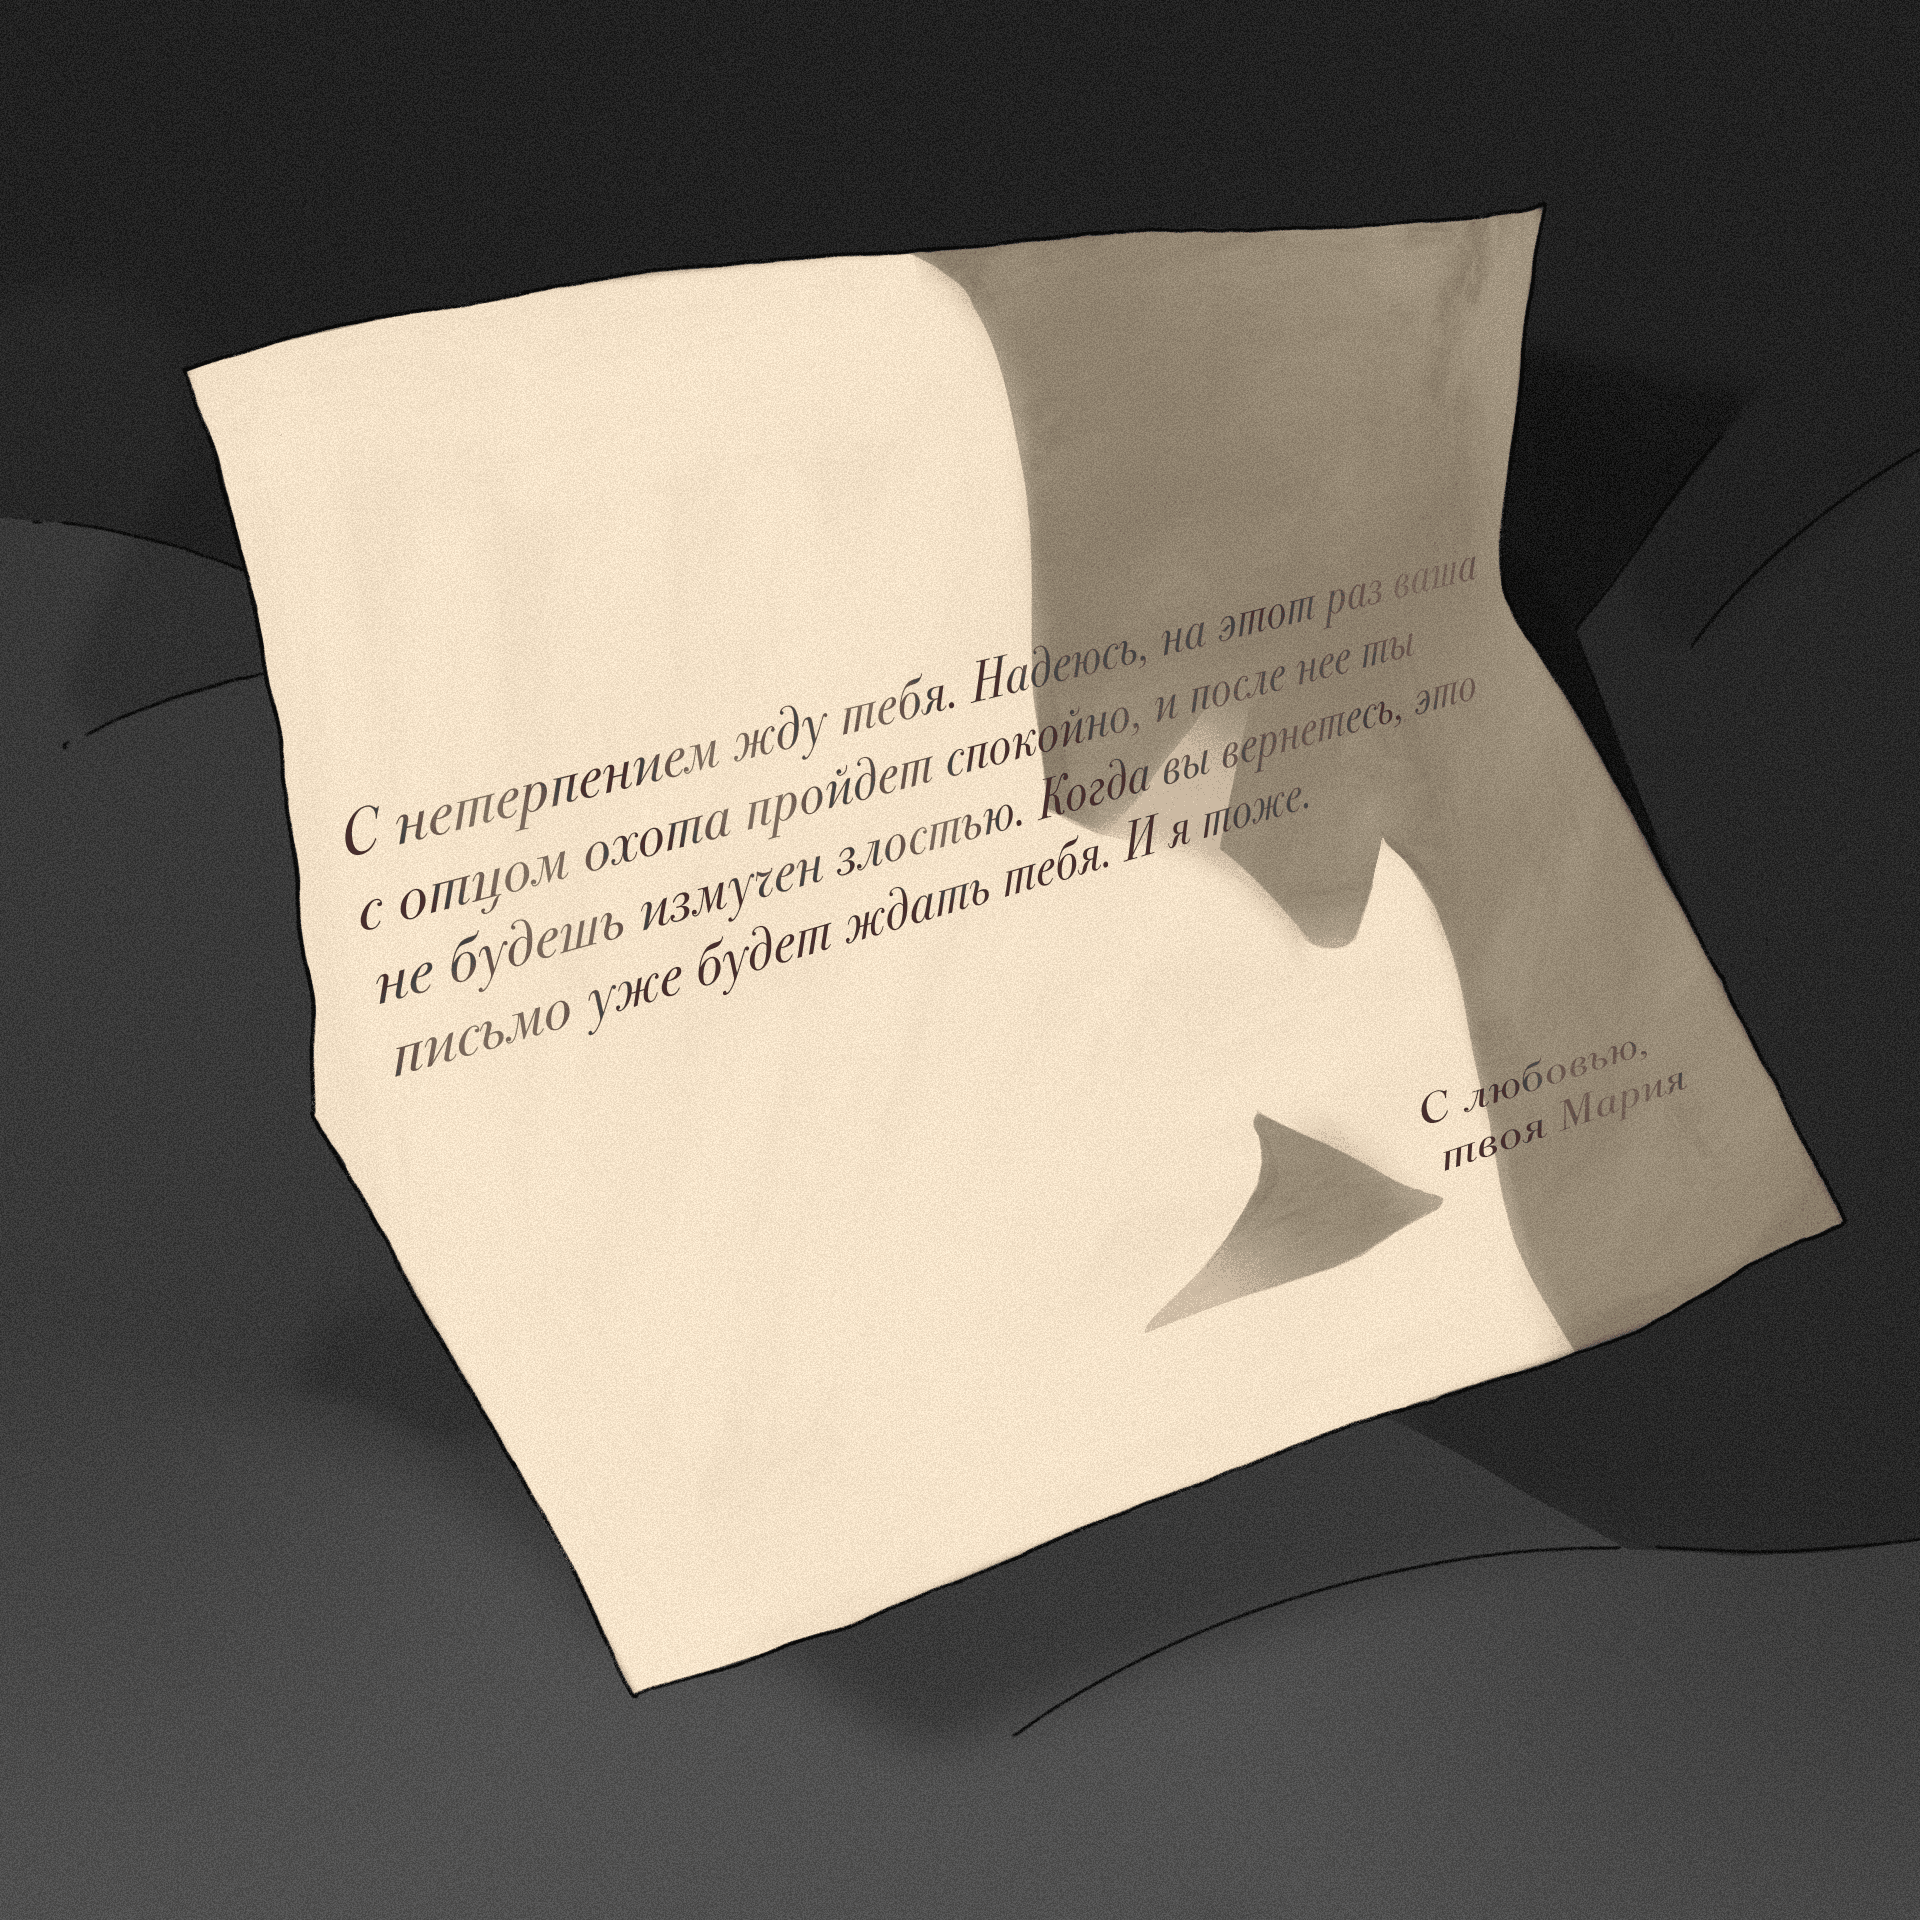 С нетерпением жду тебя. Надеюсь, на этот раз ваша
с отцом охота пройдет спокойно, и после нее ты
не будешь измучен злостью. Когда вы вернетесь, это
письмо уже будет ждать тебя. И я тоже.
С любовью,
твоя Мария